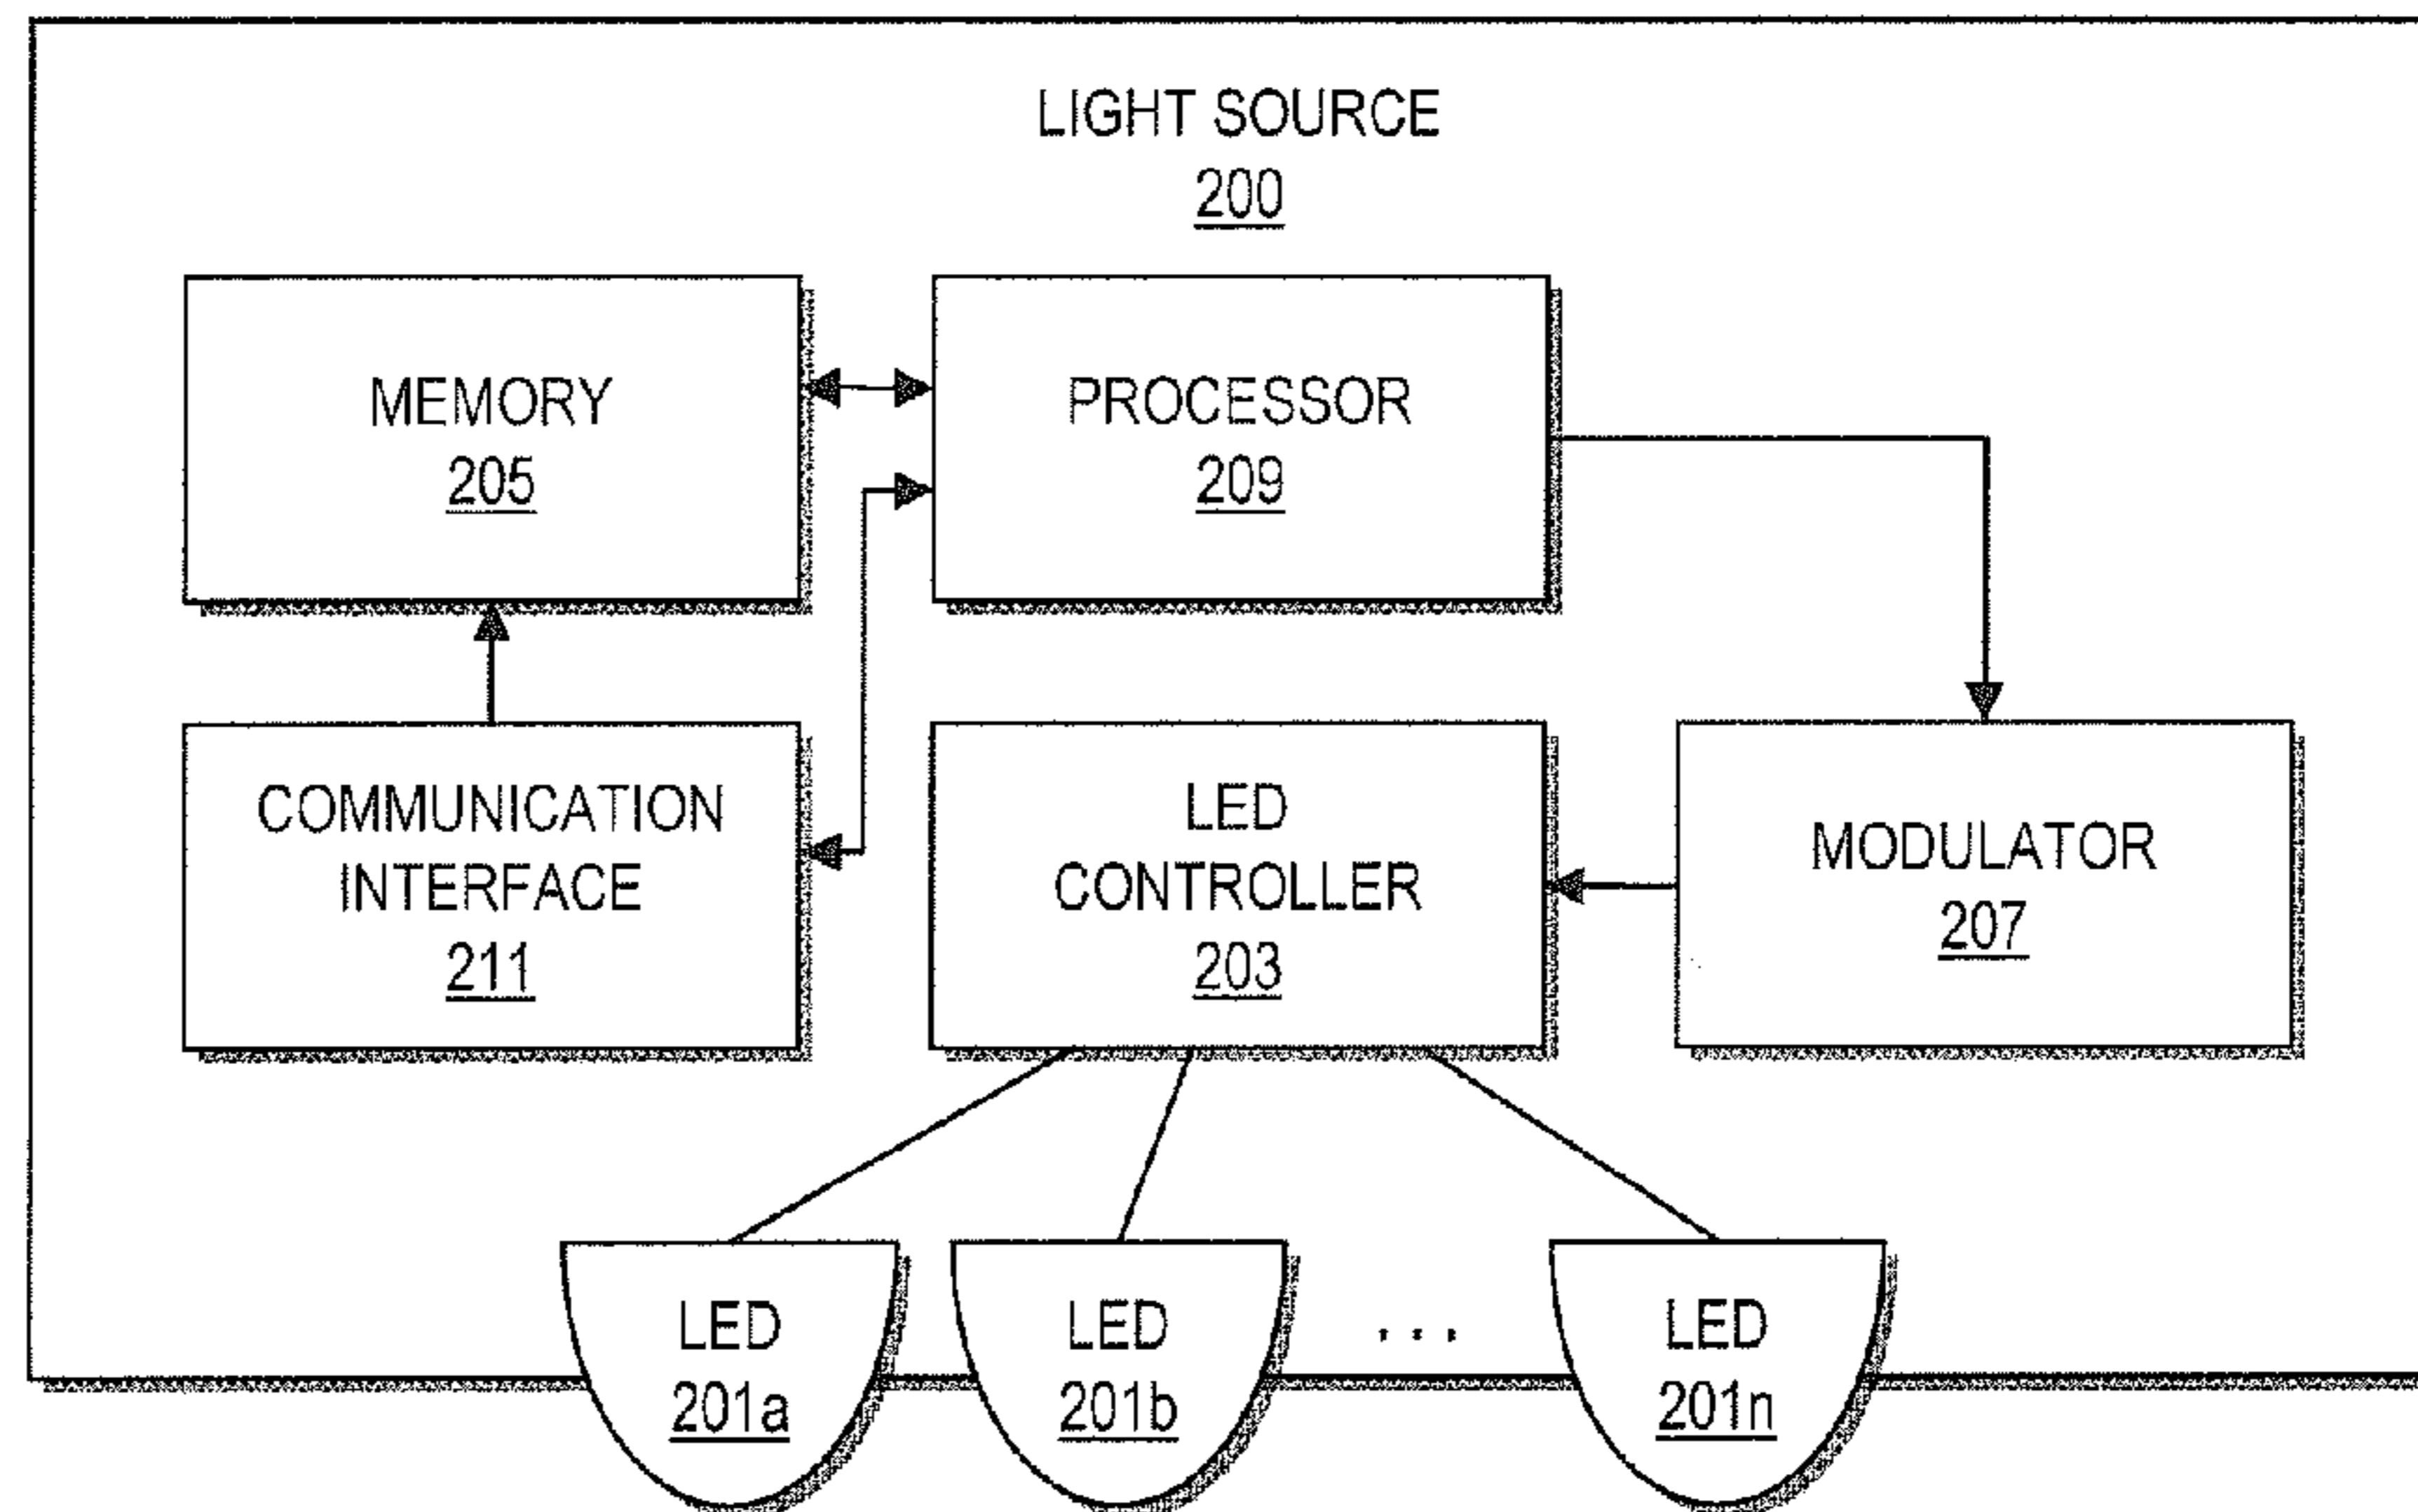 LIGHT SOURCE
200
MEMORY
205
PROCESSOR
209
COMMUNICATION
INTERFACE
211
LED
CONTROLLER
203
MODULATOR
207
LED
201a
LED
201b
...
LED
201n